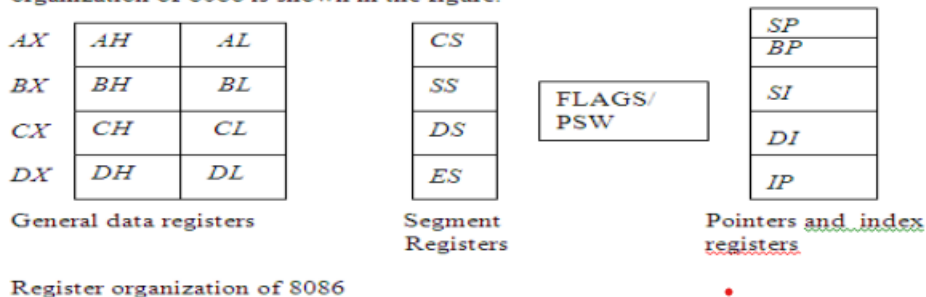 organization of 8086 is shown in the figure.
AX AH AL
BX BH BL
CX CH CL
DX DH DL
General data registers
CS
SS
DS
ES
Segment
Registers
FLAGS/
PSW
SP
BP
SI
DI
IP
Pointers and index
registers
Register organization of 8086